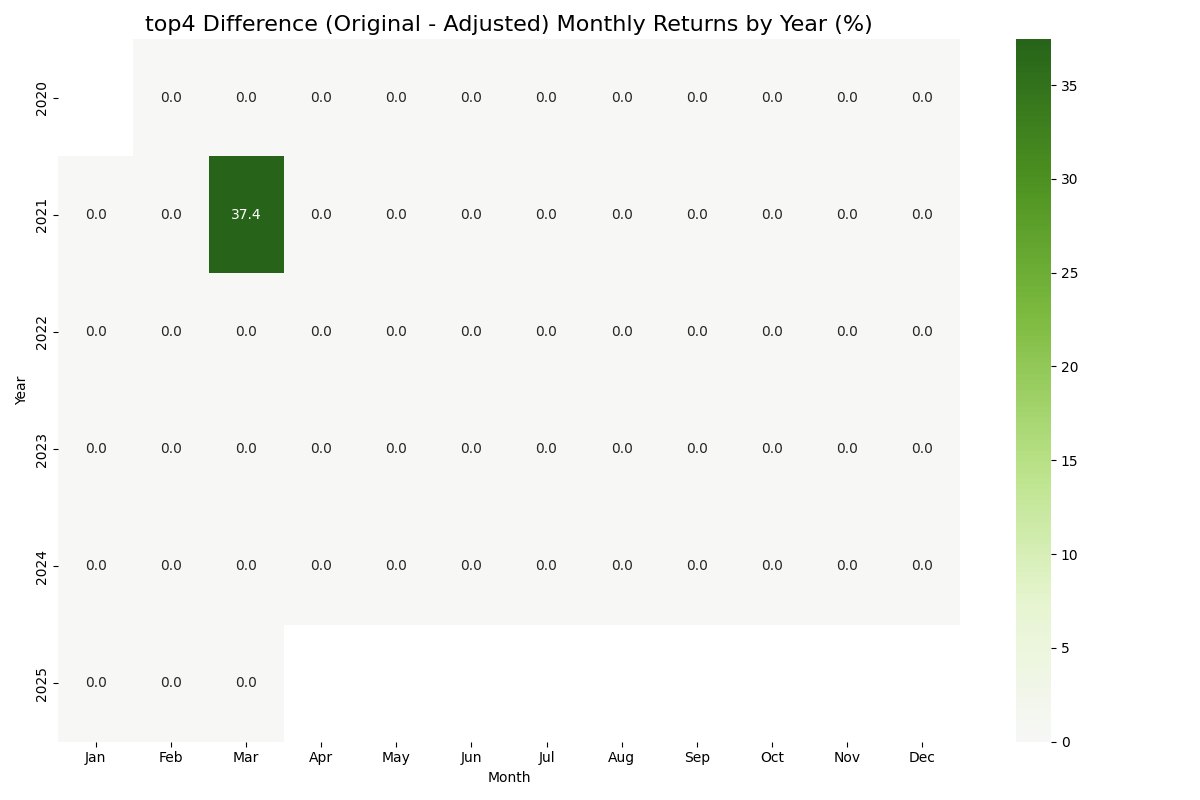 top4 Difference (Original - Adjusted) Monthly Returns by Year (%)
2020 0.0 0.0 0.0 0.0 0.0 0.0 0.0 0.0 0.0 0.0 0.0
2021 0.0 0.0 37.4 0.0 0.0 0.0 0.0 0.0 0.0 0.0 0.0 0.0
2022 0.0 0.0 0.0 0.0 0.0 0.0 0.0 0.0 0.0 0.0 0.0 0.0
2023 0.0 0.0 0.0 0.0 0.0 0.0 0.0 0.0 0.0 0.0 0.0 0.0
2024 0.0 0.0 0.0 0.0 0.0 0.0 0.0 0.0 0.0 0.0 0.0 0.0
2025 0.0 0.0 0.0
Year
Jan Feb Mar Apr May Jun Jul Aug Sep Oct Nov Dec
Month
35
30
25
20
15
10
5
0